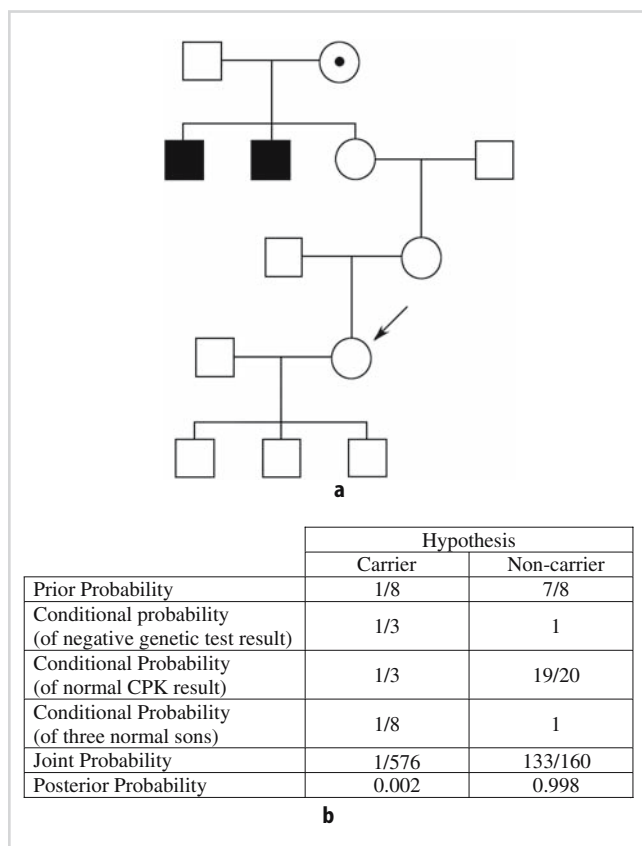 a
Hypothesis
Carrier Non-carrier
Prior Probability 1/8 7/8
Conditional probability
(of negative genetic test result) 1/3 1
Conditional Probability
(of normal CPK result) 1/3 19/20
Conditional Probability
(of three normal sons) 1/8 1
Joint Probability 1/576 133/160
Posterior Probability 0.002 0.998
b